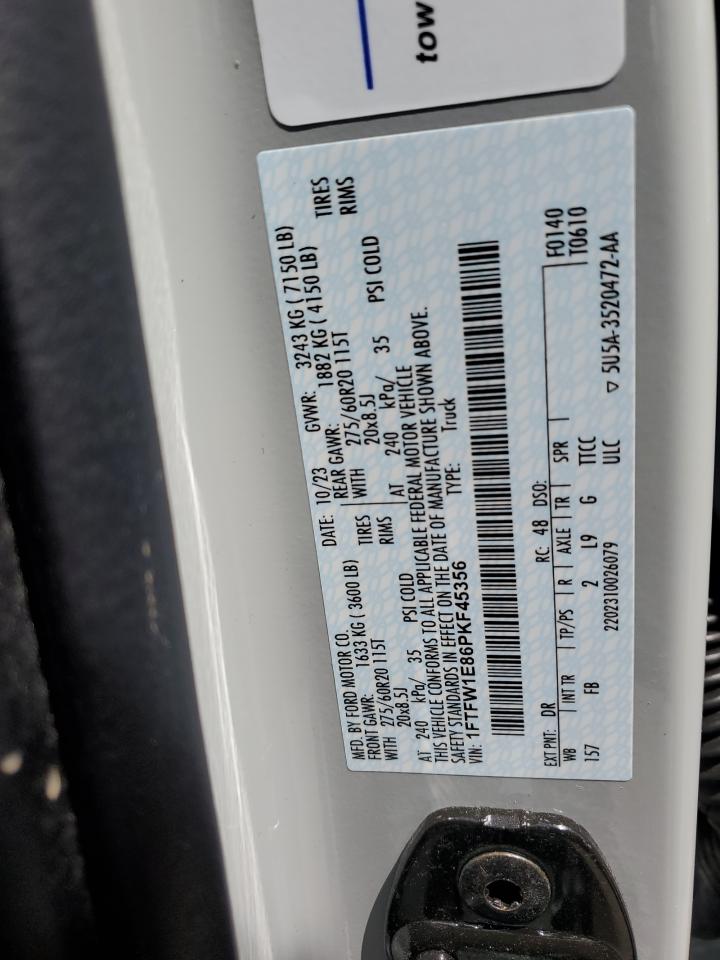 tow
MFD. BY FORD MOTOR CO.
DATE: 10/23 GVWR: 3243 KG ( 7150 LB)
FRONT GAWR: 1633 KG ( 3600 LB)
REAR GAWR: 1882 KG ( 4150 LB)
WITH 275/60R20 115T TIRES
WITH 275/60R20 115T TIRES
20x8.5J RIMS
20x8.5J RIMS
AT 240 kPa/ 35 PSI COLD
AT 240 kPa/ 35 PSI COLD
THIS VEHICLE CONFORMS TO ALL APPLICABLE FEDERAL MOTOR VEHICLE
SAFETY STANDARDS IN EFFECT ON THE DATE OF MANUFACTURE SHOWN ABOVE.
VIN: 1FTFW1E86PKF45356 TYPE: Truck
EXT PNT: DR RC: 48 DSO: F0140
WB INT TR TP/PS R AXLE TR SPR T0610
157 FB 2 L9 G TTCC
2202310026079 ULC ▽ 5U5A-3520472-AA